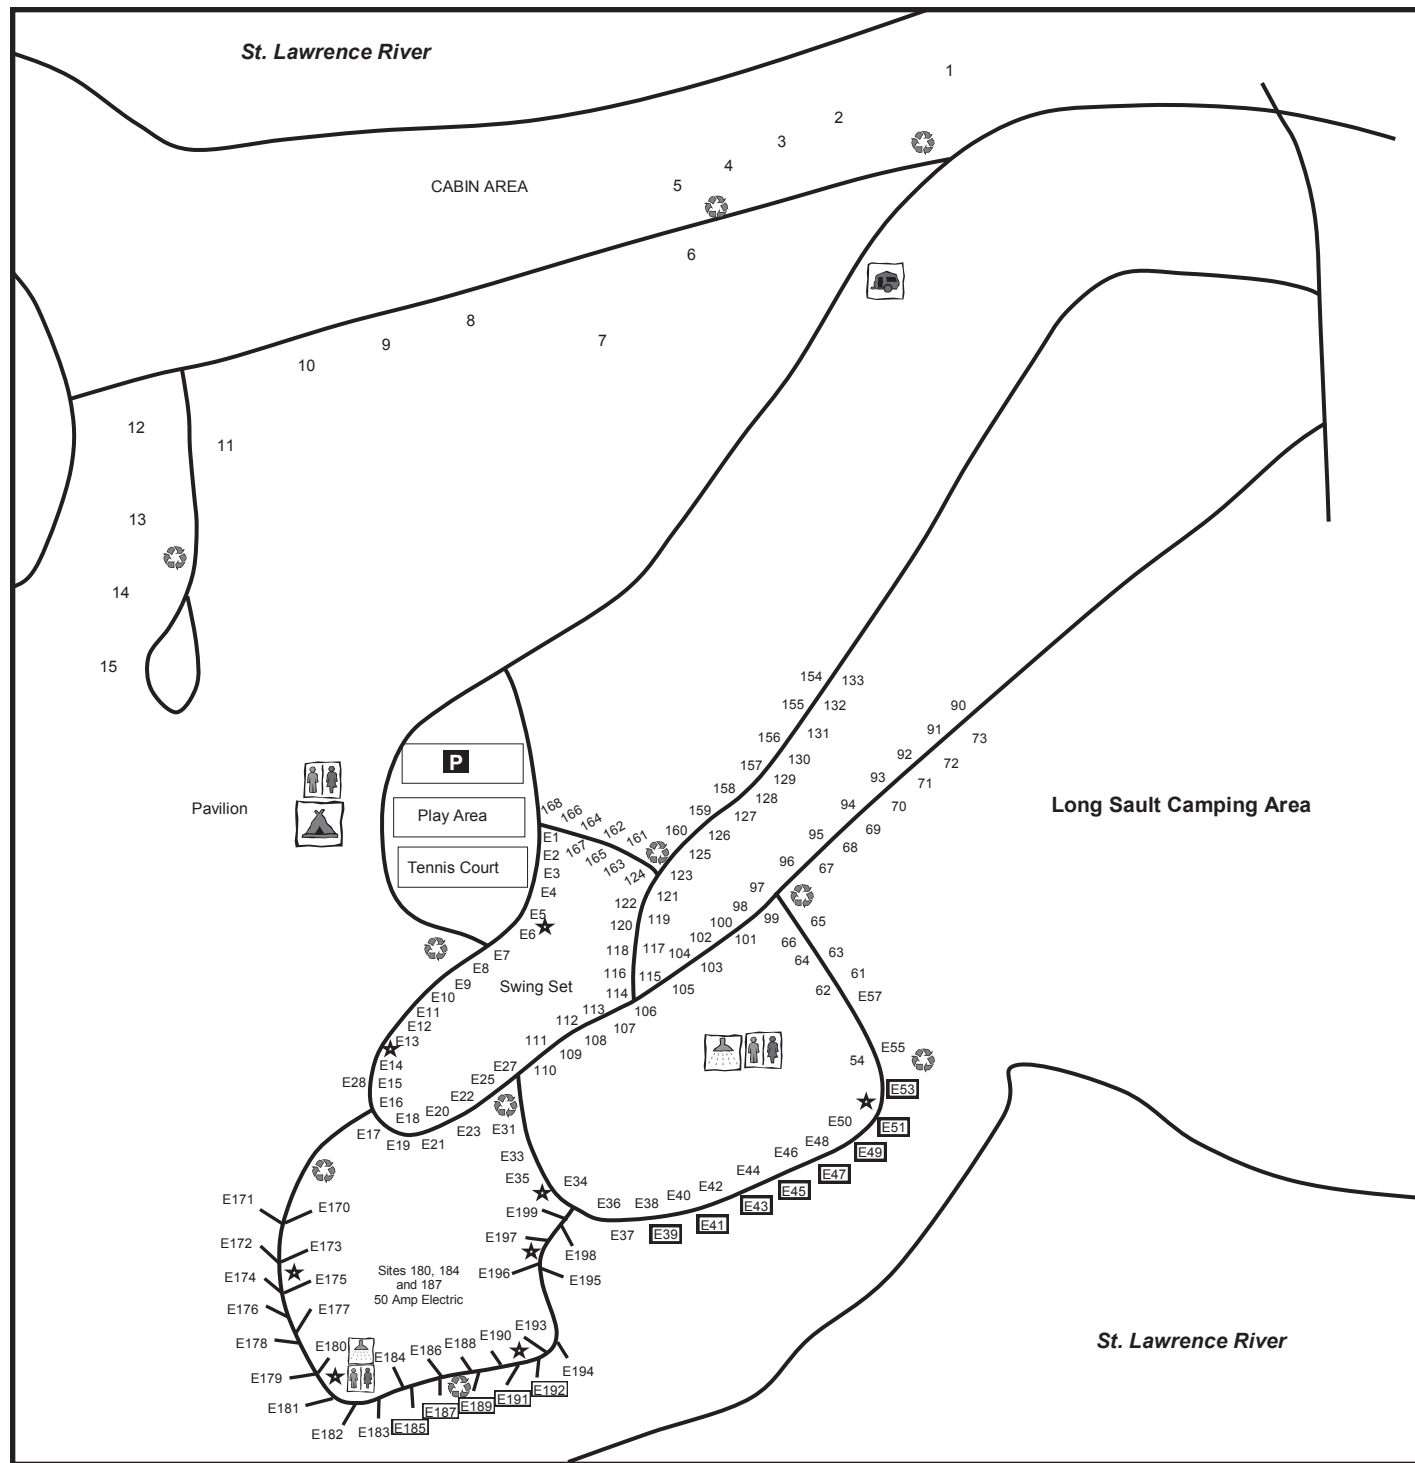 St. Lawrence River
1
2
3
4
5
CABIN AREA
6
7
8
9
10
11
12
13
14
15
154
133
155
132
156
131
157
130
129
158
128
159
127
160
126
125
123
124
121
122
119
120
118
117
116
115
114
90
91
73
92
72
93
71
94
70
95
69
68
96
67
97
98
99
65
100
101
102
66
63
104
64
103
61
62
105
E57
P
Pavilion
Play Area
Tennis Court
Long Sault Camping Area
168
166
164
162
161
167
165
163
E1
E2
E3
E4
E5
E6
E7
E8
E9
E10
E11
E12
E13
E14
E28
E15
E16
E17
E18
E19
E20
E21
E22
E23
E25
E27
Swing Set
113
106
112
107
111
108
109
110
E31
E33
E35
E34
E55
54
E53
E50
E51
E48
E49
E46
E47
E44
E45
E42
E43
E40
E41
E38
E39
E36
E37
E199
E197
E198
E196
E195
E171
E170
E172
E173
E174
E175
E176
E177
E178
E180
E179
E181
E182
E183
E184
E185
E186
E187
E188
E189
E190
E191
E193
E192
E194
Sites 180, 184
and 187
50 Amp Electric
St. Lawrence River